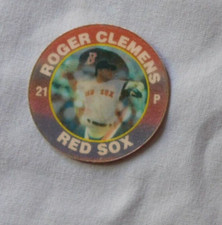 ROGER CLEMENS
B
21 P
RED SOX
RED SOX